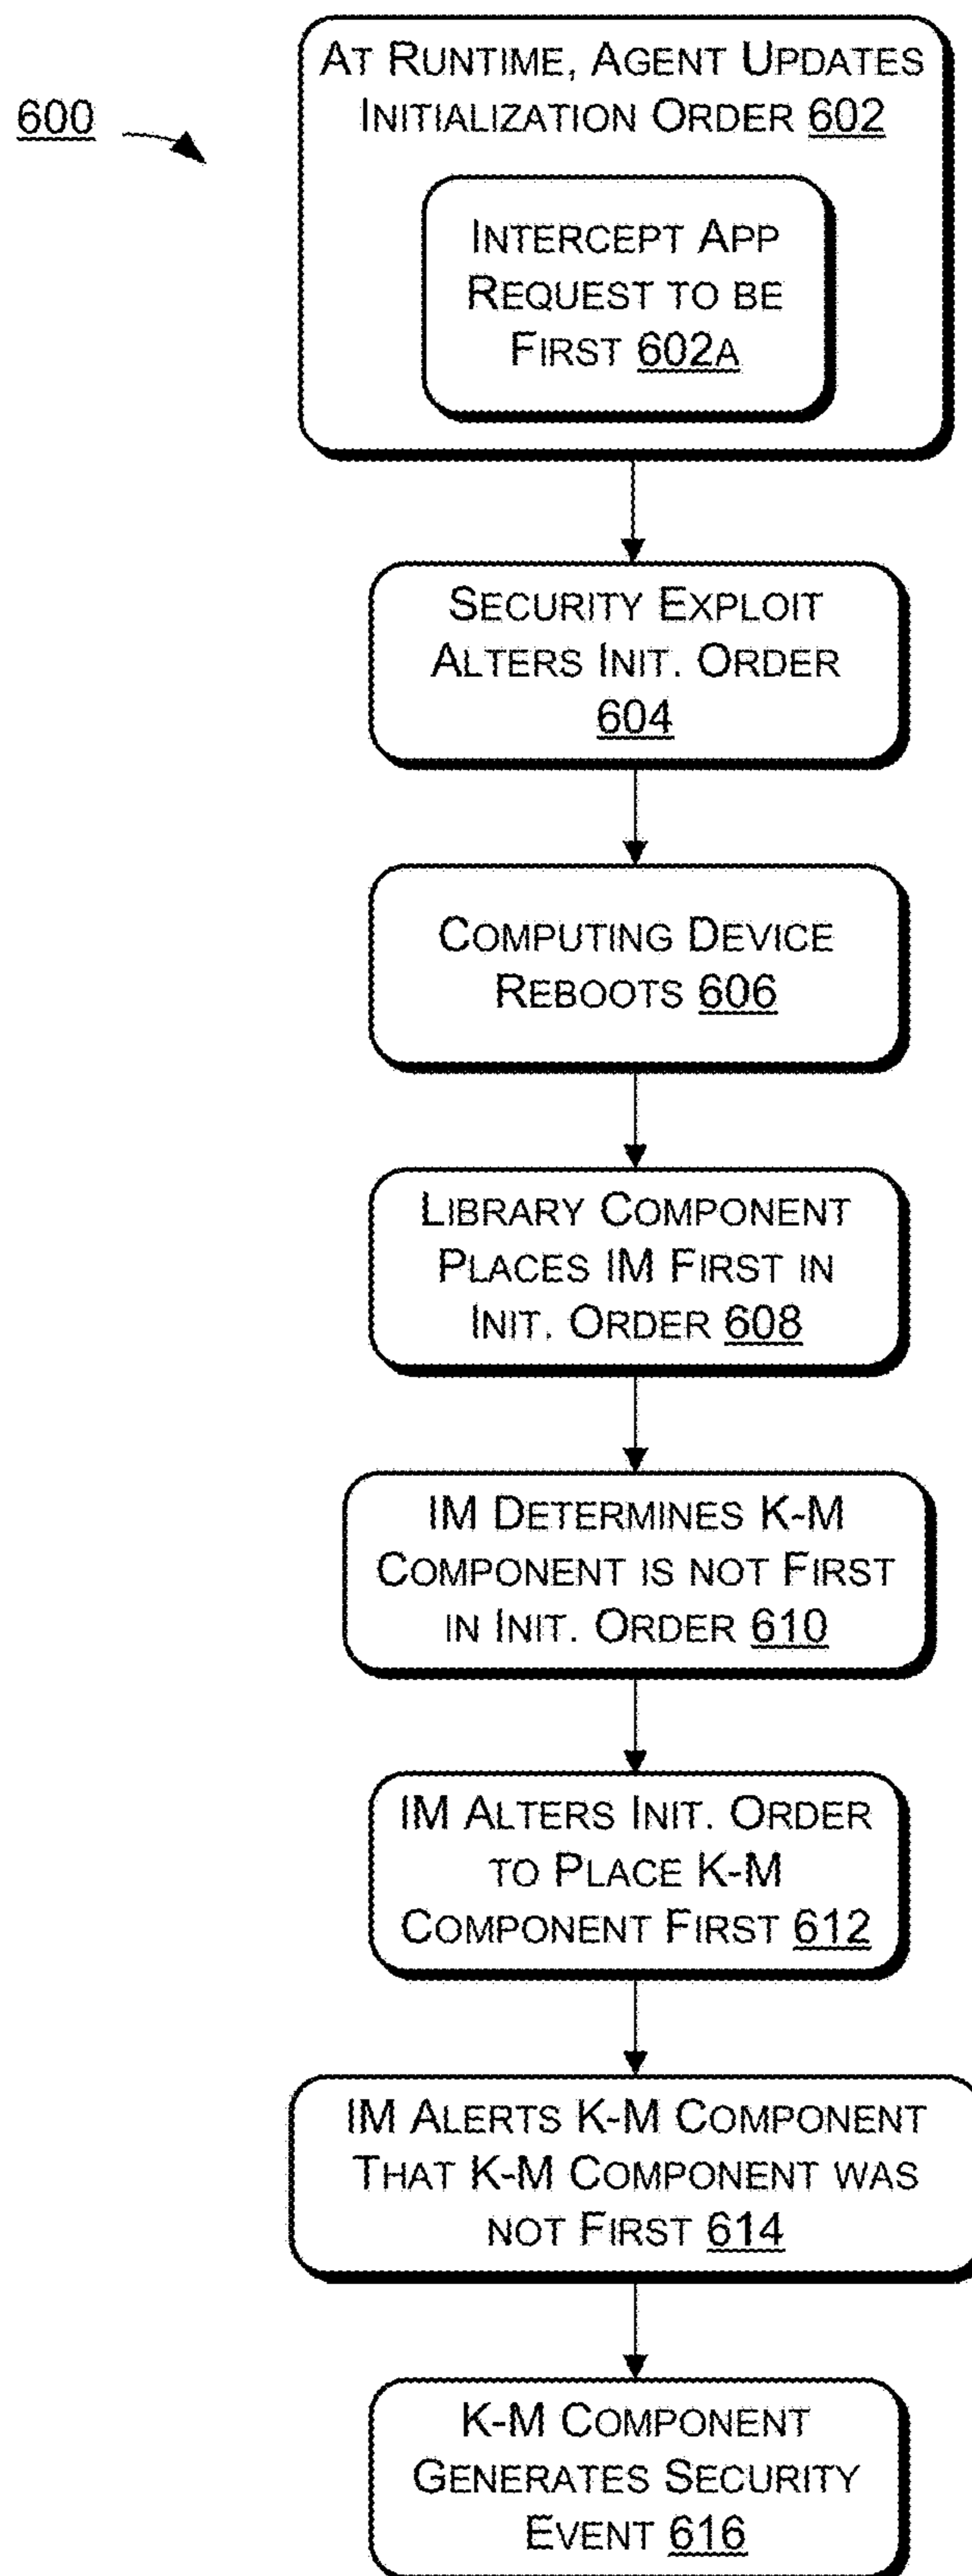 600
AT RUNTIME, AGENT UPDATES
INITIALIZATION ORDER 602
INTERCEPT APP
REQUEST TO BE
FIRST 602A
SECURITY EXPLOIT
ALTERS INIT. ORDER
604
COMPUTING DEVICE
REBOOTS 606
LIBRARY COMPONENT
PLACES IM FIRST IN
INIT. ORDER 608
IM DETERMINES K-M
COMPONENT IS NOT FIRST
IN INIT. ORDER 610
IM ALTERS INIT. ORDER
TO PLACE K-M
COMPONENT FIRST 612
IM ALERTS K-M COMPONENT
THAT K-M COMPONENT WAS
NOT FIRST 614
K-M COMPONENT
GENERATES SECURITY
EVENT 616